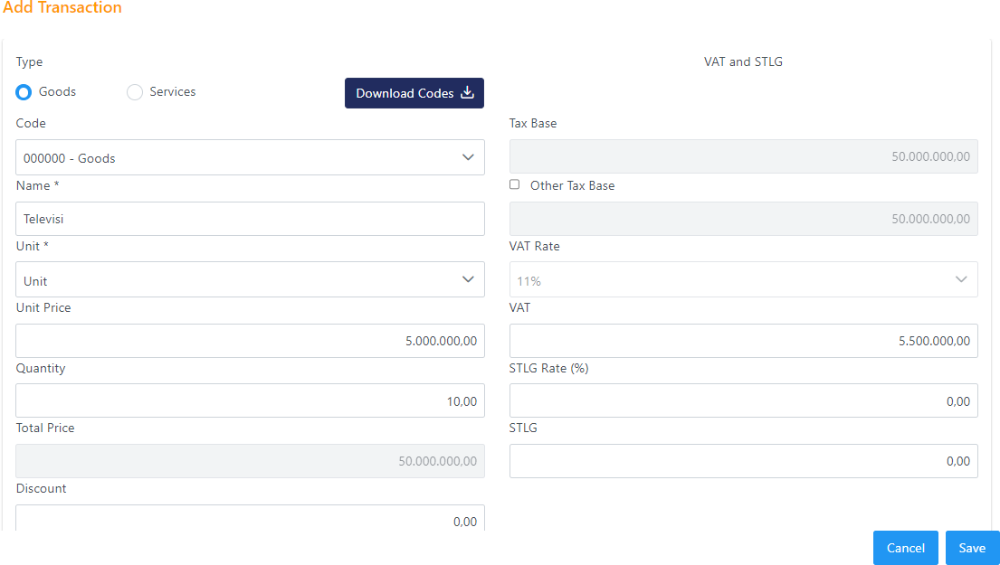 Add Transaction
Type
VAT and STLG
Goods
Services
Download Codes
Code
Tax Base
000000 - Goods
50.000.000,00
Name *
Other Tax Base
Televisi
50.000.000,00
Unit *
VAT Rate
Unit
11%
Unit Price
VAT
5.000.000,00
5.500.000,00
Quantity
STLG Rate (%)
10,00
0,00
Total Price
STLG
50.000.000,00
0,00
Discount
0,00
Cancel
Save